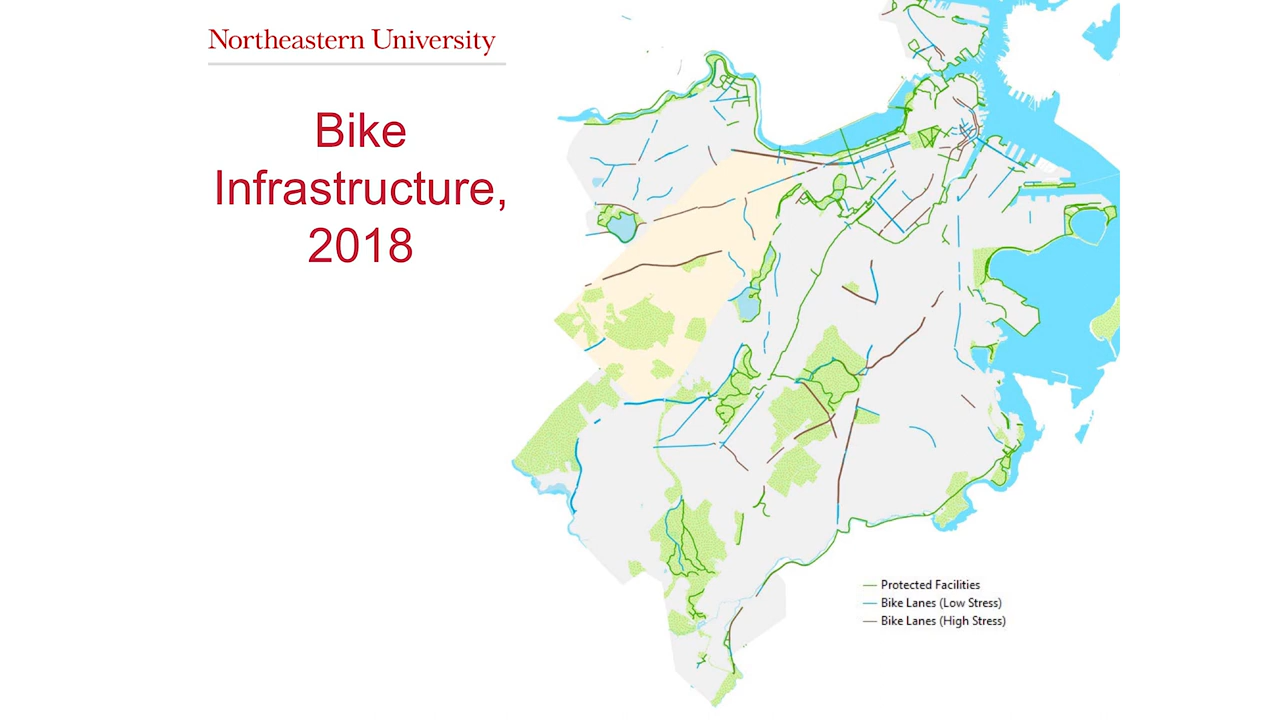 Northeastern University
Bike
Infrastructure,
2018
Protected Facilities
Bike Lanes (Low Stress)
Bike Lanes (High Stress)